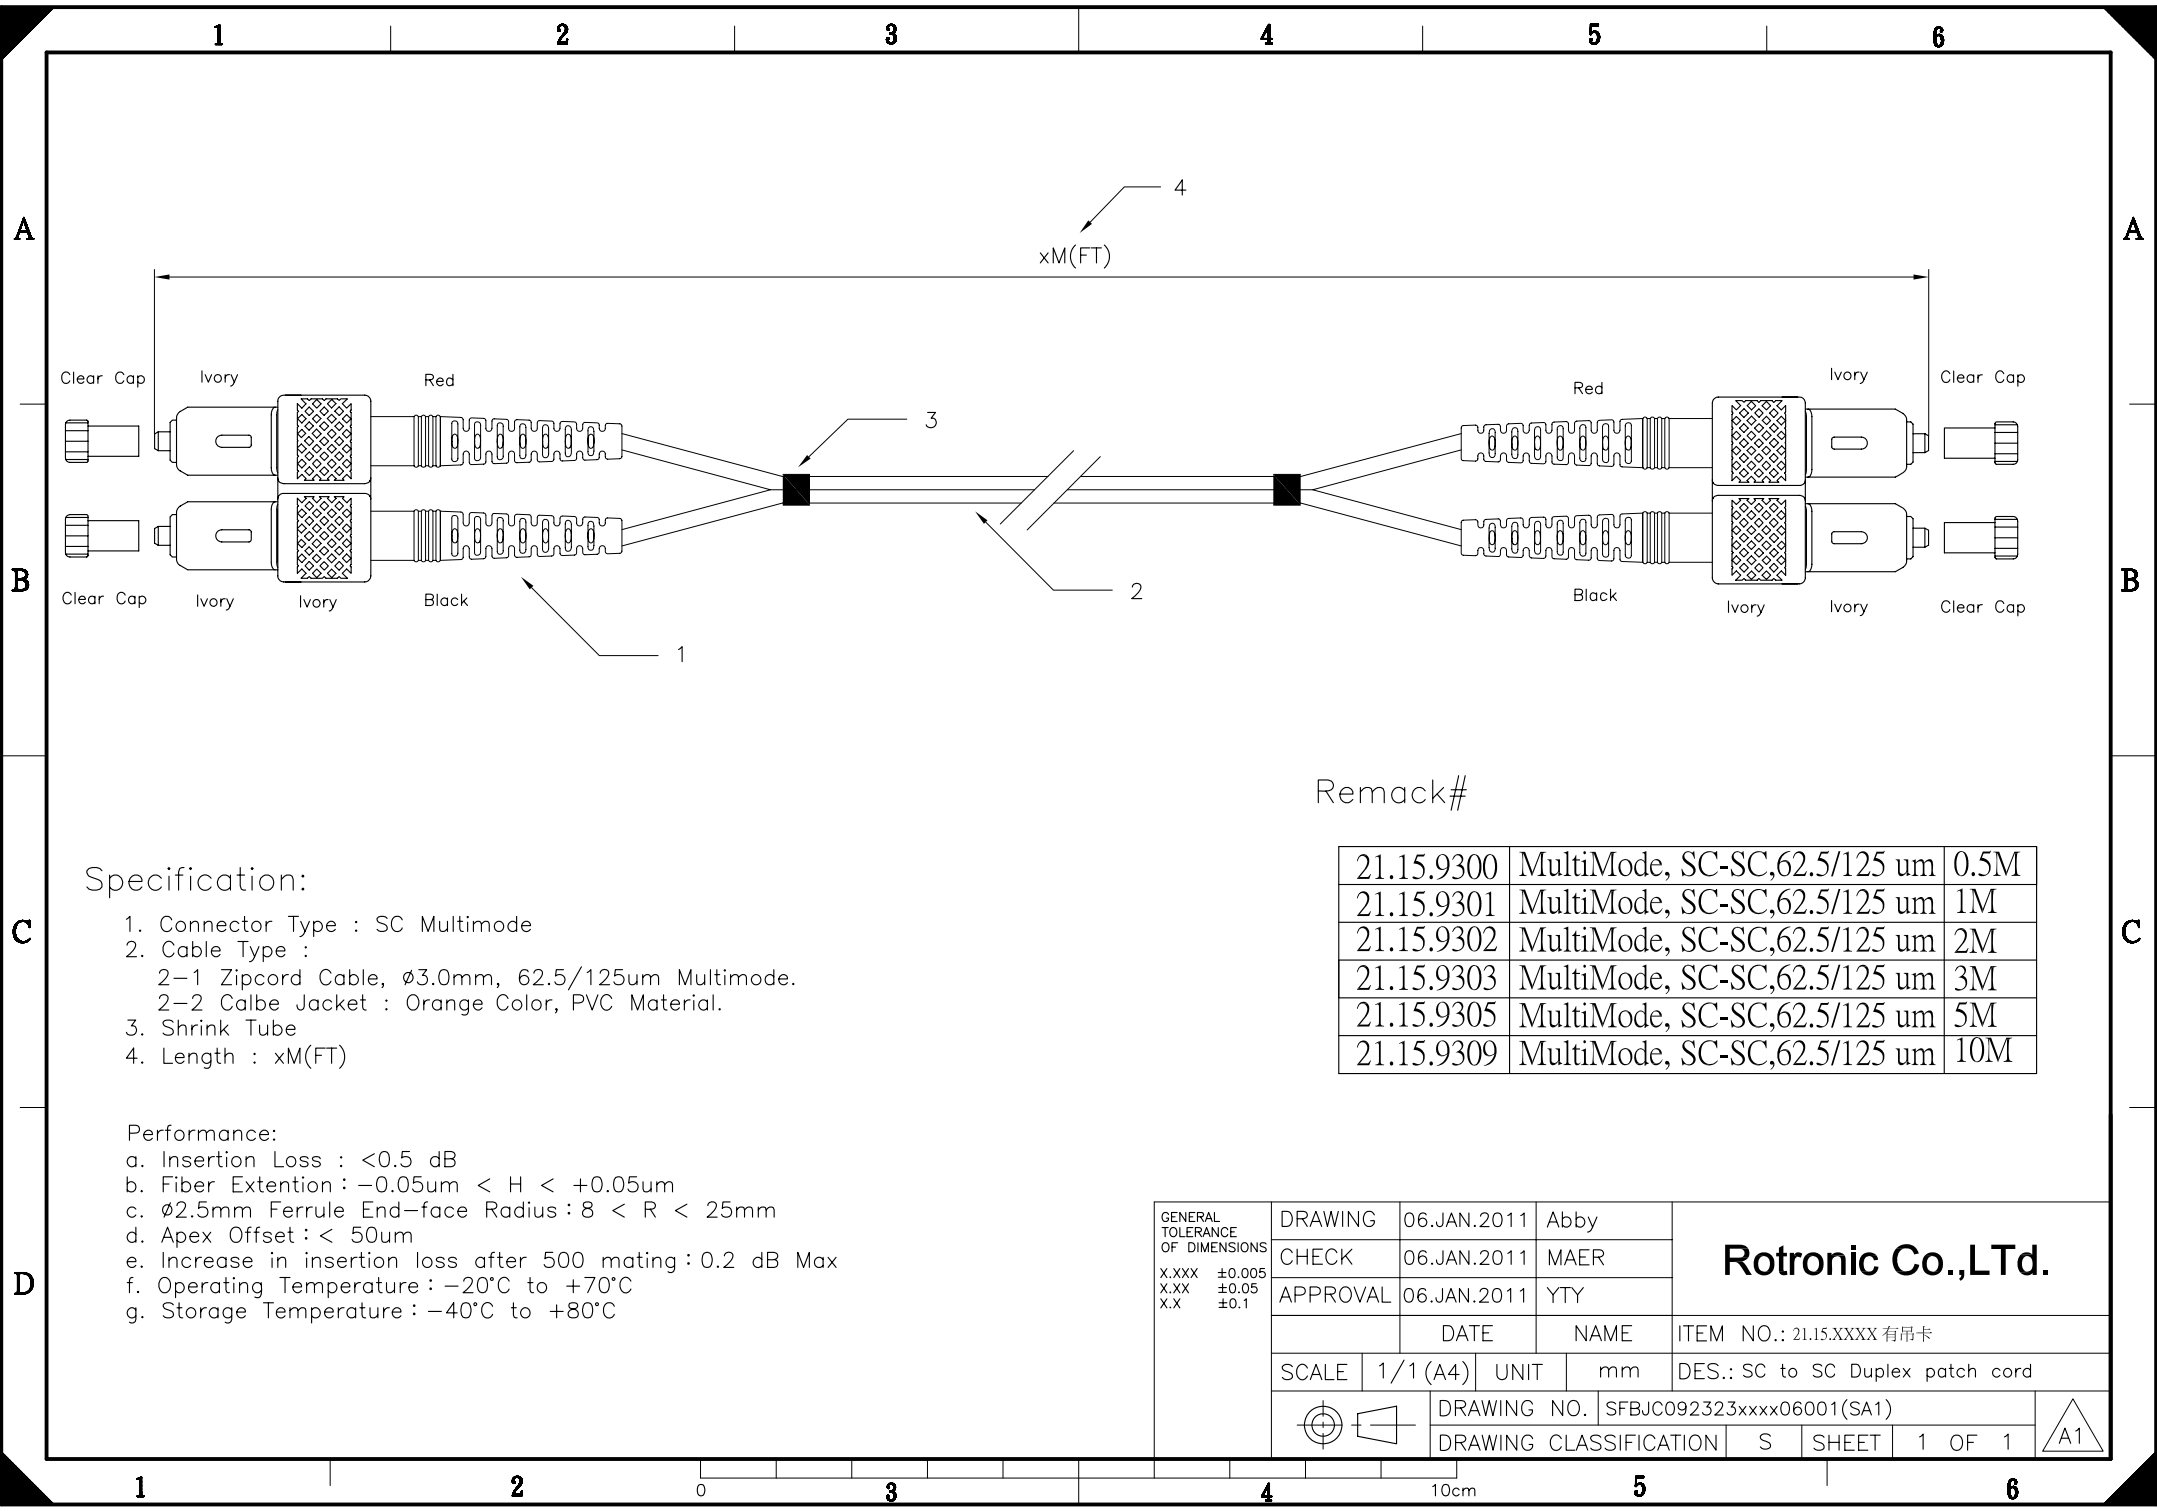 1 2 3 4 5 6
A A
4
xM(FT)
Clear Cap Ivory Red Red Ivory Clear Cap
3
B B
2
Clear Cap Ivory Ivory Black Black Ivory Ivory Clear Cap
1
Remack#
21.15.9300 MultiMode, SC-SC,62.5/125 um 0.5M
21.15.9301 MultiMode, SC-SC,62.5/125 um 1M
21.15.9302 MultiMode, SC-SC,62.5/125 um 2M
21.15.9303 MultiMode, SC-SC,62.5/125 um 3M
21.15.9305 MultiMode, SC-SC,62.5/125 um 5M
21.15.9309 MultiMode, SC-SC,62.5/125 um 10M
C C
Specification:
1. Connector Type : SC Multimode
2. Cable Type :
2-1 Zipcord Cable, ø3.0mm, 62.5/125um Multimode.
2-2 Calbe Jacket : Orange Color, PVC Material.
3. Shrink Tube
4. Length : xM(FT)
Performance:
a. Insertion Loss : <0.5 dB
b. Fiber Extention : -0.05um < H < +0.05um
c. ø2.5mm Ferrule End-face Radius : 8 < R < 25mm
d. Apex Offset : < 50um
e. Increase in insertion loss after 500 mating : 0.2 dB Max
f. Operating Temperature : -20°C to +70°C
g. Storage Temperature : -40°C to +80°C
D D
GENERAL
TOLERANCE
OF DIMENSIONS
X.XXX ±0.005
X.XX ±0.05
X.X ±0.1
DRAWING 06.JAN.2011 Abby
CHECK 06.JAN.2011 MAER
APPROVAL 06.JAN.2011 YTY
Rotronic Co.,LTd.
DATE NAME ITEM NO.: 21.15.XXXX 有吊卡
SCALE 1/1(A4) UNIT mm DES.: SC to SC Duplex patch cord
DRAWING NO. SFBJC092323xxxx06001(SA1)
DRAWING CLASSIFICATION S SHEET 1 OF 1 A1
1 2 3 4 5 6
0 10cm